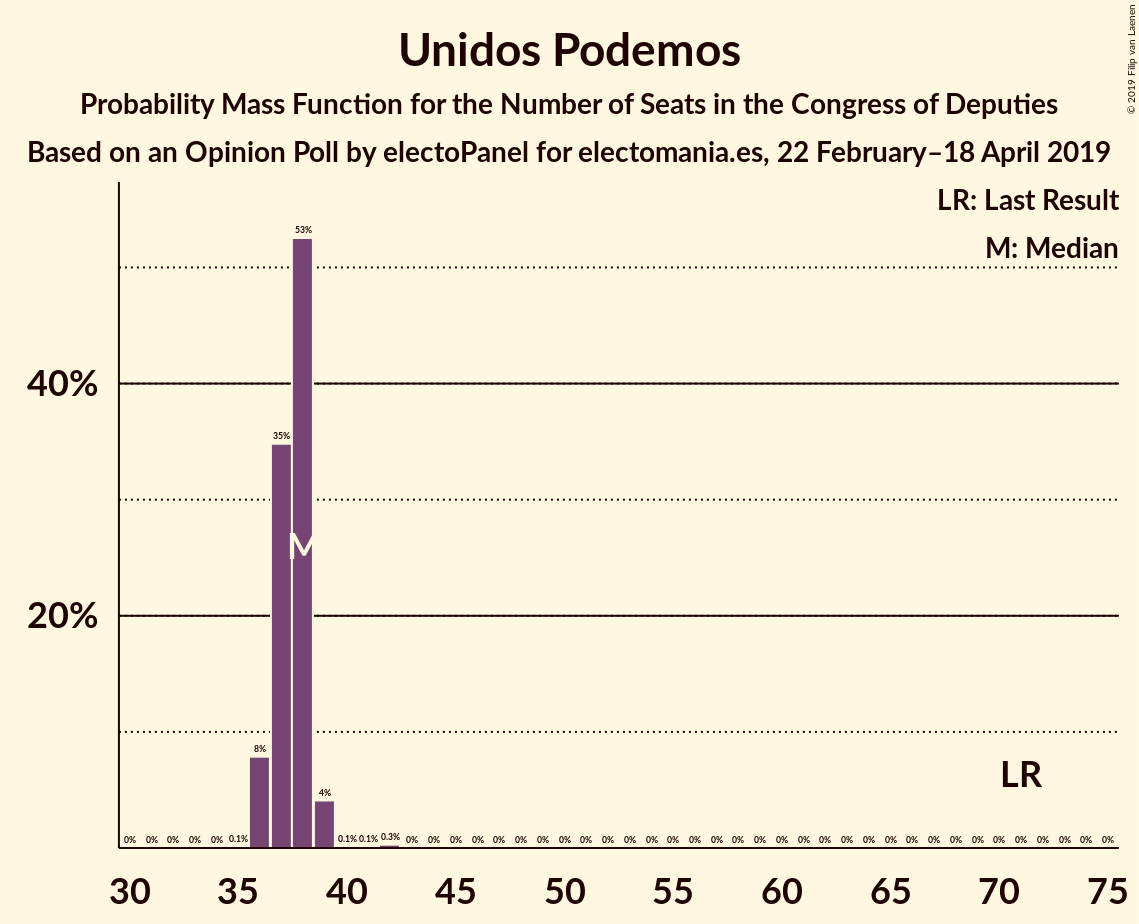 Unidos Podemos
Probability Mass Function for the Number of Seats in the Congress of Deputies
Based on an Opinion Poll by electoPanel for electomania.es, 22 February–18 April 2019
© 2019 Filip van Laenen
LR: Last Result
M: Median
40%
20%
0% 0% 0% 0% 0% 0.1% 8% 35% 53% 4% 0.1% 0.1% 0.3% 0% 0% 0% 0% 0% 0% 0% 0% 0% 0% 0% 0% 0% 0% 0% 0% 0% 0% 0% 0% 0% 0% 0% 0% 0% 0% 0% 0% 0% 0% 0% 0% 0%
M
LR
30 35 40 45 50 55 60 65 70 75